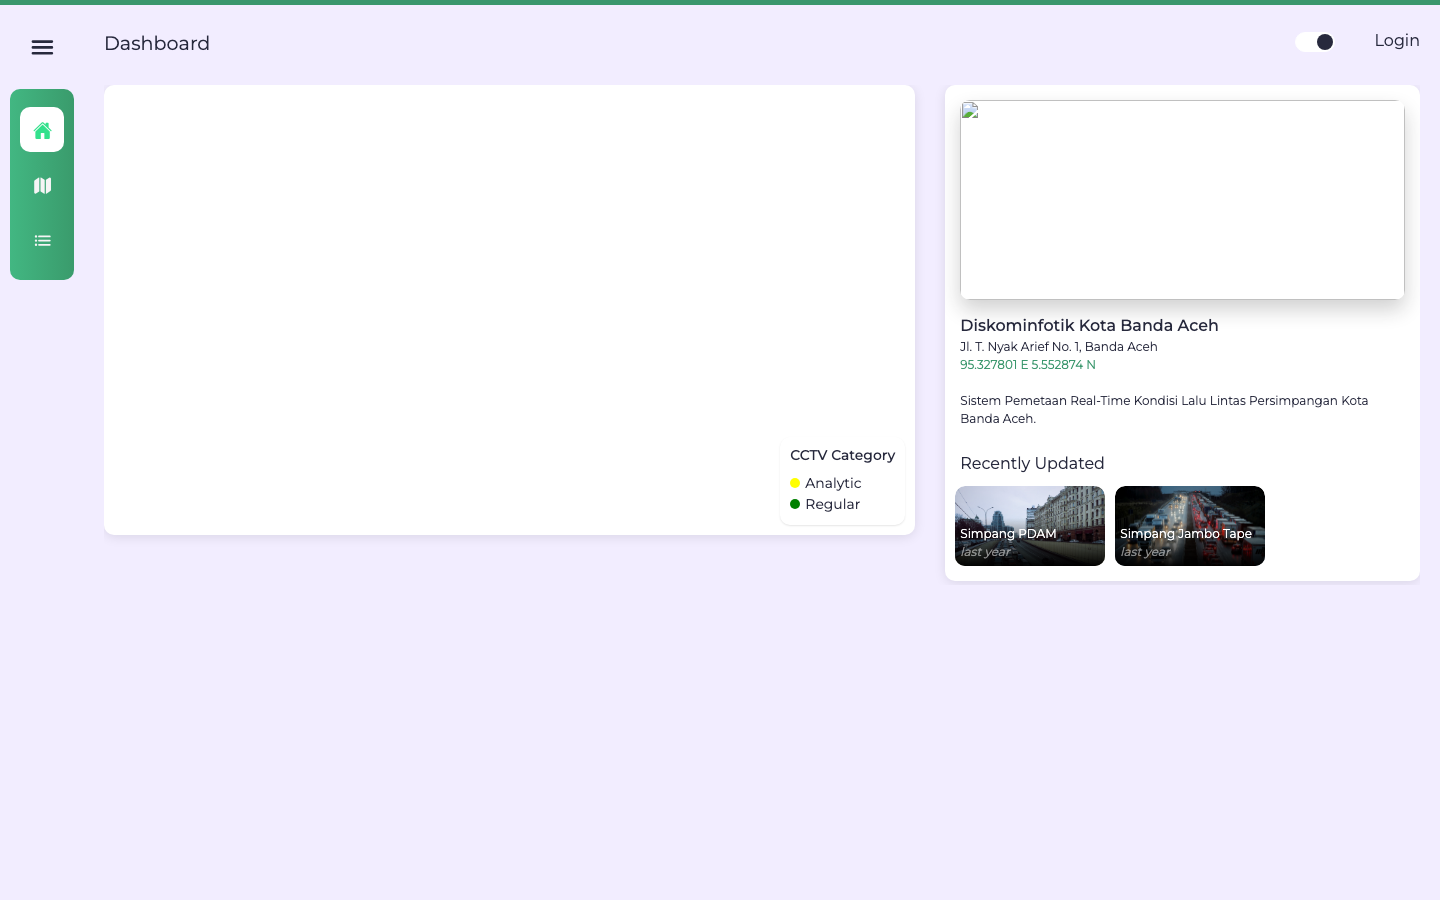 Dashboard
Login
CCTV Category
Analytic
Regular
Diskominfotik Kota Banda Aceh
Jl. T. Nyak Arief No. 1, Banda Aceh
95.327801 E 5.552874 N
Sistem Pemetaan Real-Time Kondisi Lalu Lintas Persimpangan Kota
Banda Aceh.
Recently Updated
Simpang PDAM
last year
Simpang Jambo Tape
last year